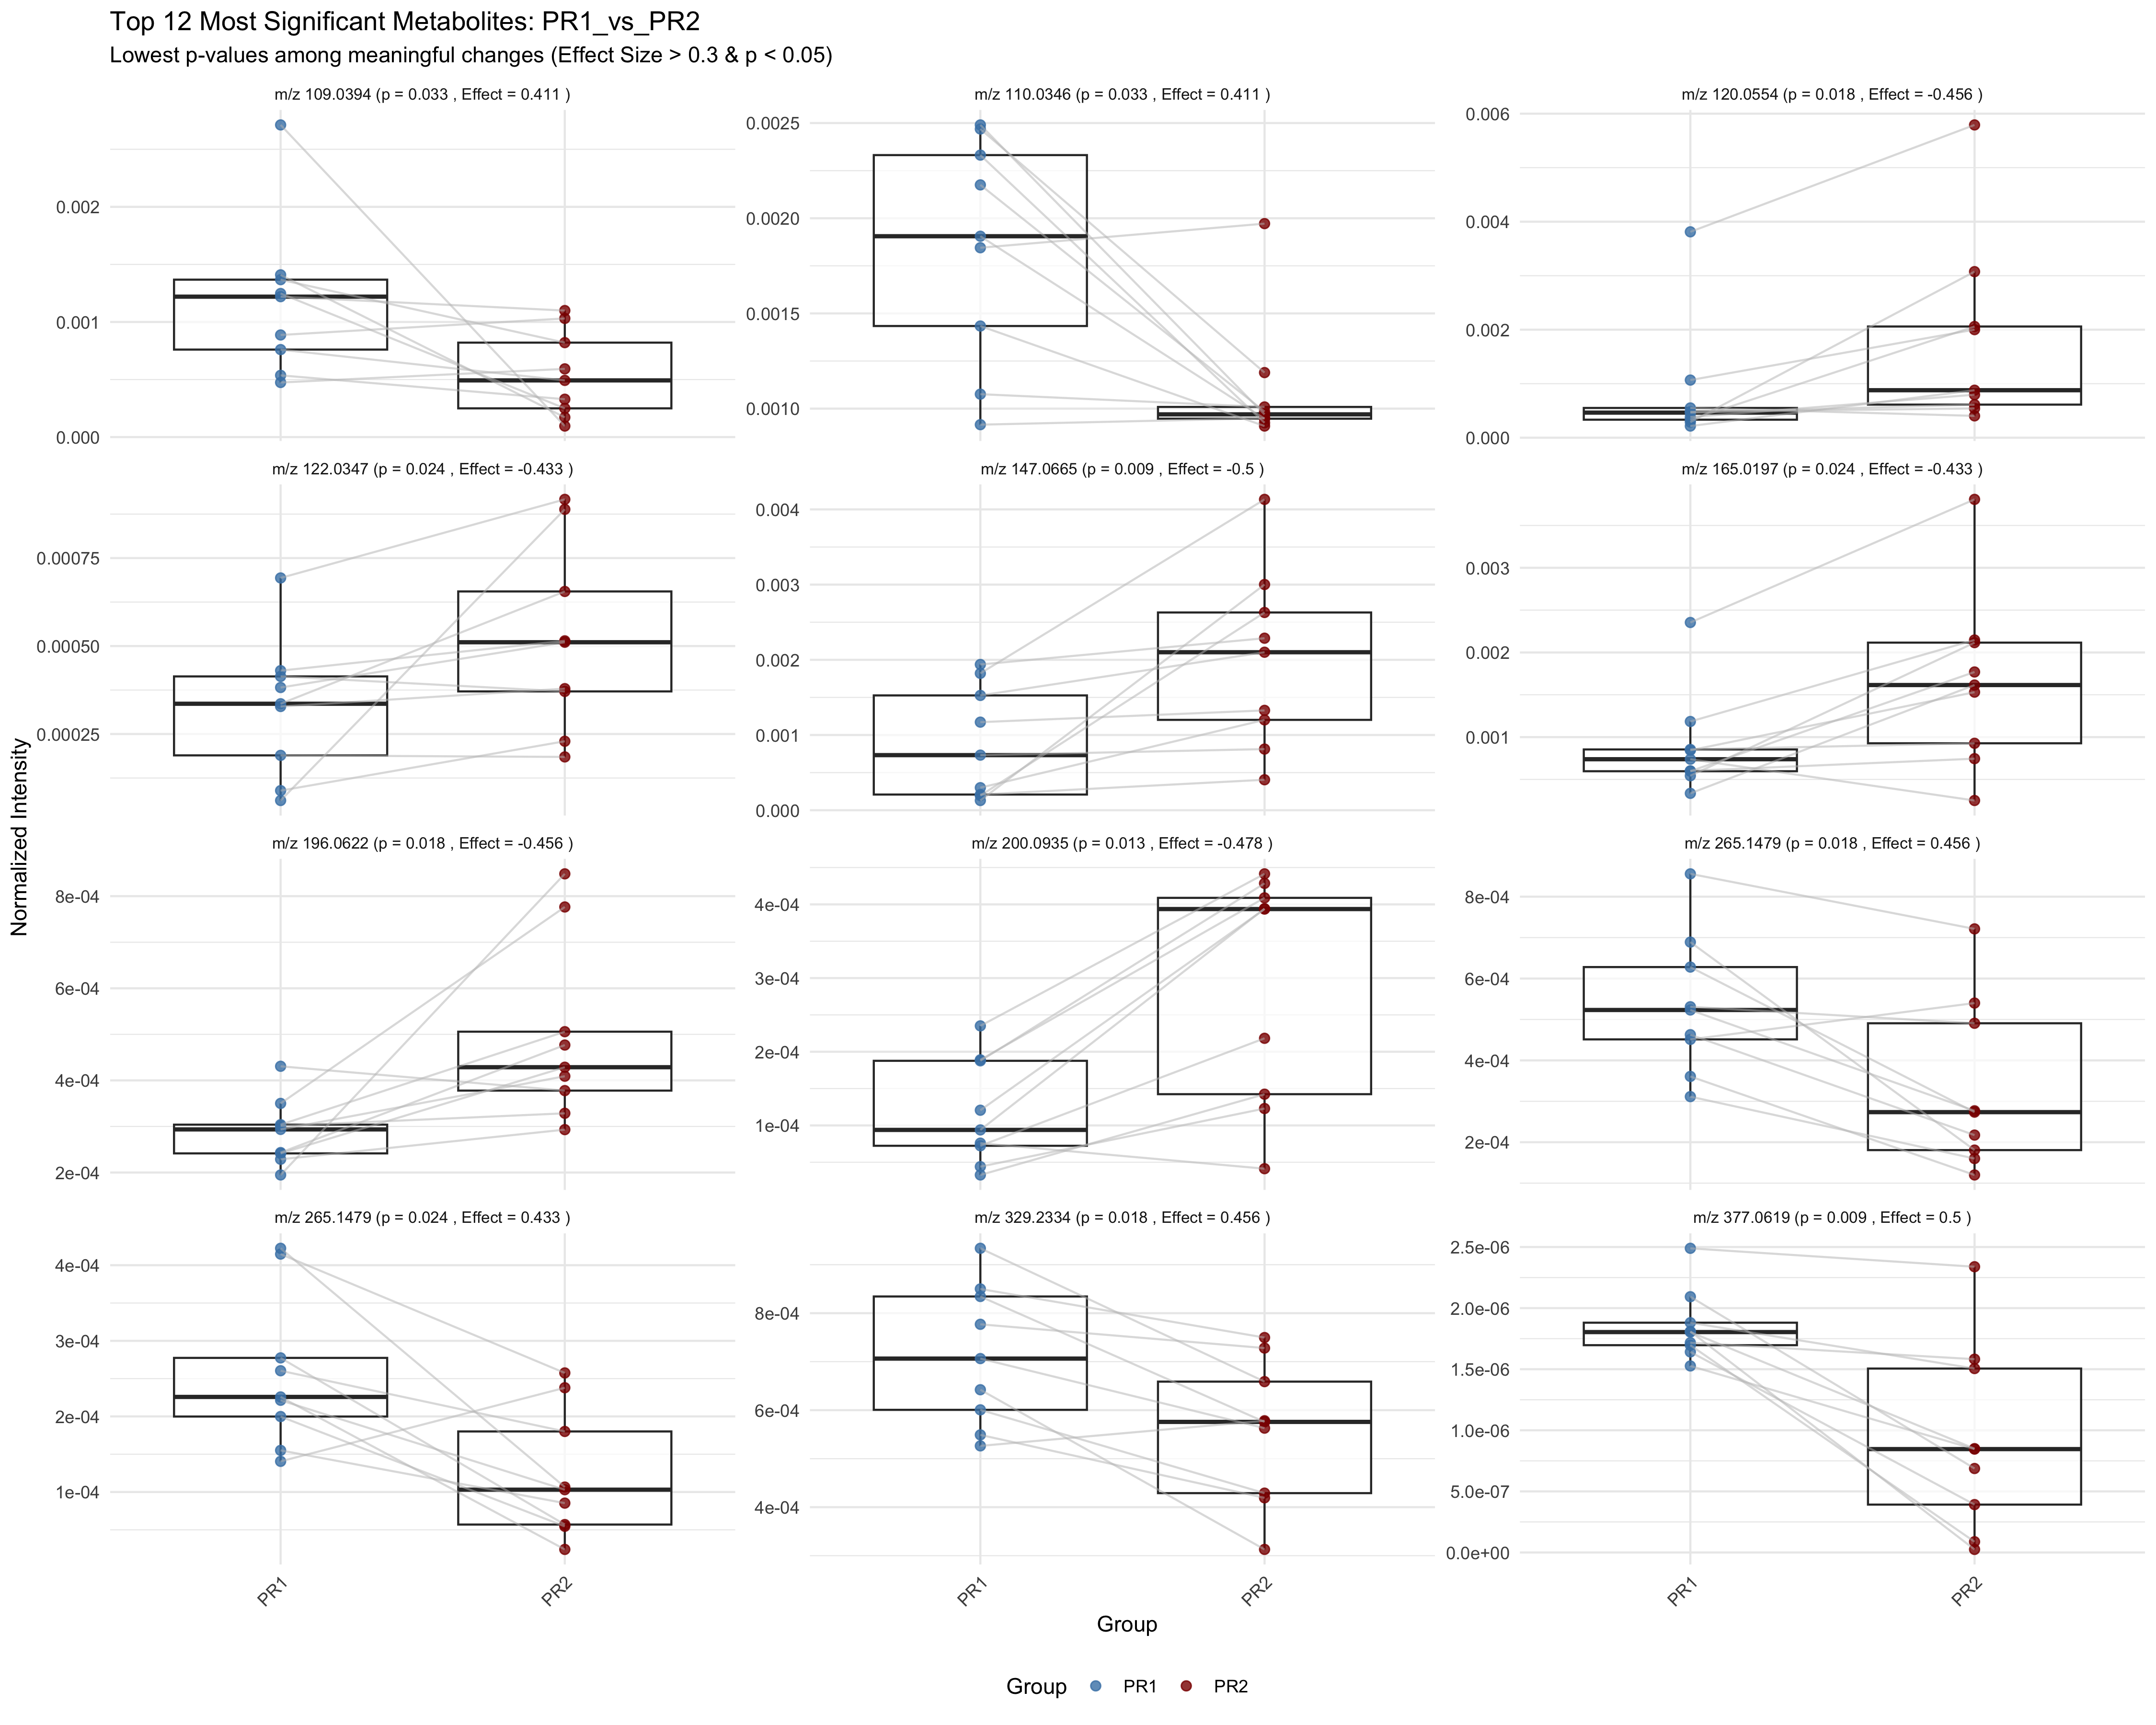 Top 12 Most Significant Metabolites: PR1_vs_PR2
Lowest p-values among meaningful changes (Effect Size > 0.3 & p < 0.05)
Normalized Intensity
m/z 109.0394 (p = 0.033 , Effect = 0.411 )
0.002
0.001
0.000
m/z 110.0346 (p = 0.033 , Effect = 0.411 )
0.0025
0.0020
0.0015
0.0010
m/z 120.0554 (p = 0.018 , Effect = -0.456 )
0.006
0.004
0.002
0.000
m/z 122.0347 (p = 0.024 , Effect = -0.433 )
0.00075
0.00050
0.00025
m/z 147.0665 (p = 0.009 , Effect = -0.5 )
0.004
0.003
0.002
0.001
0.000
m/z 165.0197 (p = 0.024 , Effect = -0.433 )
0.003
0.002
0.001
m/z 196.0622 (p = 0.018 , Effect = -0.456 )
8e-04
6e-04
4e-04
2e-04
m/z 200.0935 (p = 0.013 , Effect = -0.478 )
4e-04
3e-04
2e-04
1e-04
m/z 265.1479 (p = 0.018 , Effect = 0.456 )
8e-04
6e-04
4e-04
2e-04
m/z 265.1479 (p = 0.024 , Effect = 0.433 )
4e-04
3e-04
2e-04
1e-04
PR1
PR2
m/z 329.2334 (p = 0.018 , Effect = 0.456 )
8e-04
6e-04
4e-04
PR1
PR2
m/z 377.0619 (p = 0.009 , Effect = 0.5 )
2.5e-06
2.0e-06
1.5e-06
1.0e-06
5.0e-07
0.0e+00
PR1
PR2
Group
Group PR1 PR2